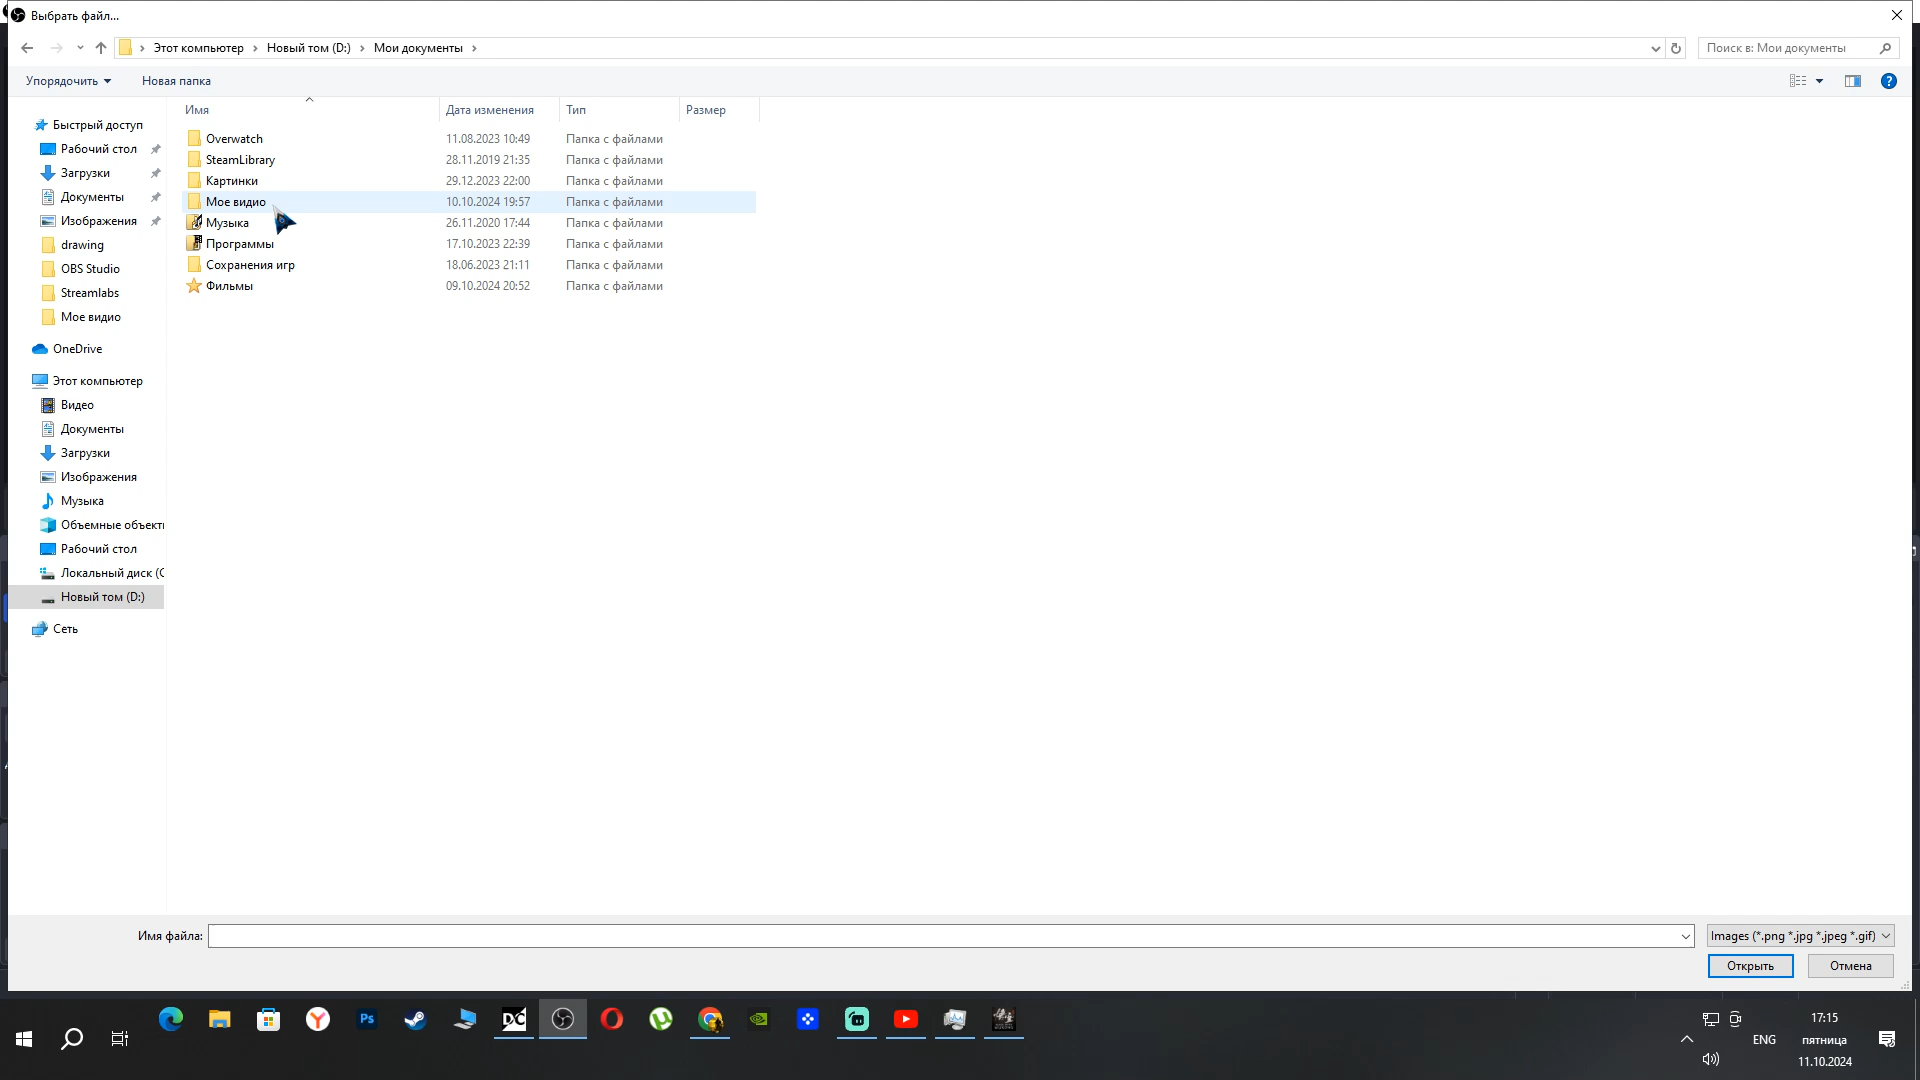 Выбрать файл...
Этот компьютер › Новый том (D:) › Мои документы ›
Поиск в: Мои документы
Упорядочить
Новая папка
Имя Дата изменения Тип Размер
Overwatch 11.08.2023 10:49 Папка с файлами
SteamLibrary 28.11.2019 21:35 Папка с файлами
Картинки 29.12.2023 22:00 Папка с файлами
Мое видио 10.10.2024 19:57 Папка с файлами
Музыка 26.11.2020 17:44 Папка с файлами
Программы 17.10.2023 22:39 Папка с файлами
Сохранения игр 18.06.2023 21:11 Папка с файлами
Фильмы 09.10.2024 20:52 Папка с файлами
Быстрый доступ
Рабочий стол
Загрузки
Документы
Изображения
drawing
OBS Studio
Streamlabs
Мое видио
OneDrive
Этот компьютер
Видео
Документы
Загрузки
Изображения
Музыка
Объемные объект
Рабочий стол
Локальный диск (C
Новый том (D:)
Сеть
Имя файла:
Images (*.png *.jpg *.jpeg *.gif)
Открыть
Отмена
Ps
DC
ENG
17:15
пятница
11.10.2024